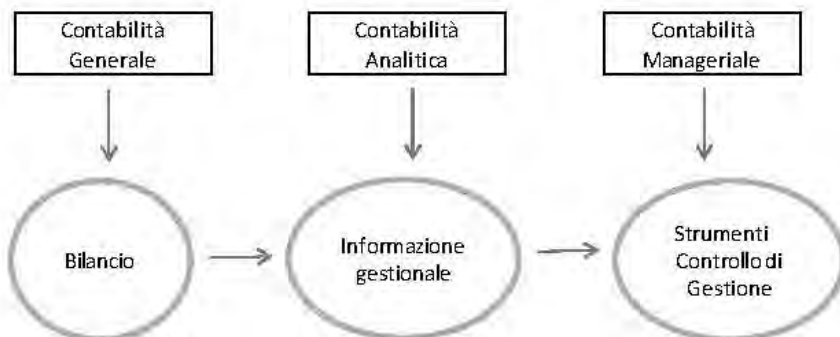 Contabilità
Generale
Contabilità
Analitica
Contabilità
Manageriale
Bilancio
Informazione
gestionale
Strumenti
Controllo di
Gestione